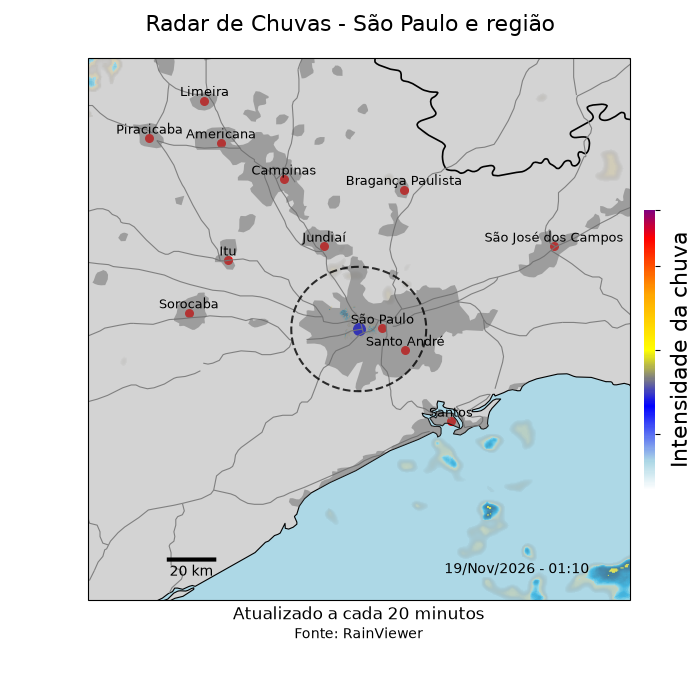 Radar de Chuvas - São Paulo e região
Limeira
Piracicaba
Americana
Campinas
Bragança Paulista
Jundiaí
São José dos Campos
Itu
Sorocaba
São Paulo
Santo André
Santos
Intensidade da chuva
20 km
19/Nov/2026 - 01:10
Atualizado a cada 20 minutos
Fonte: RainViewer